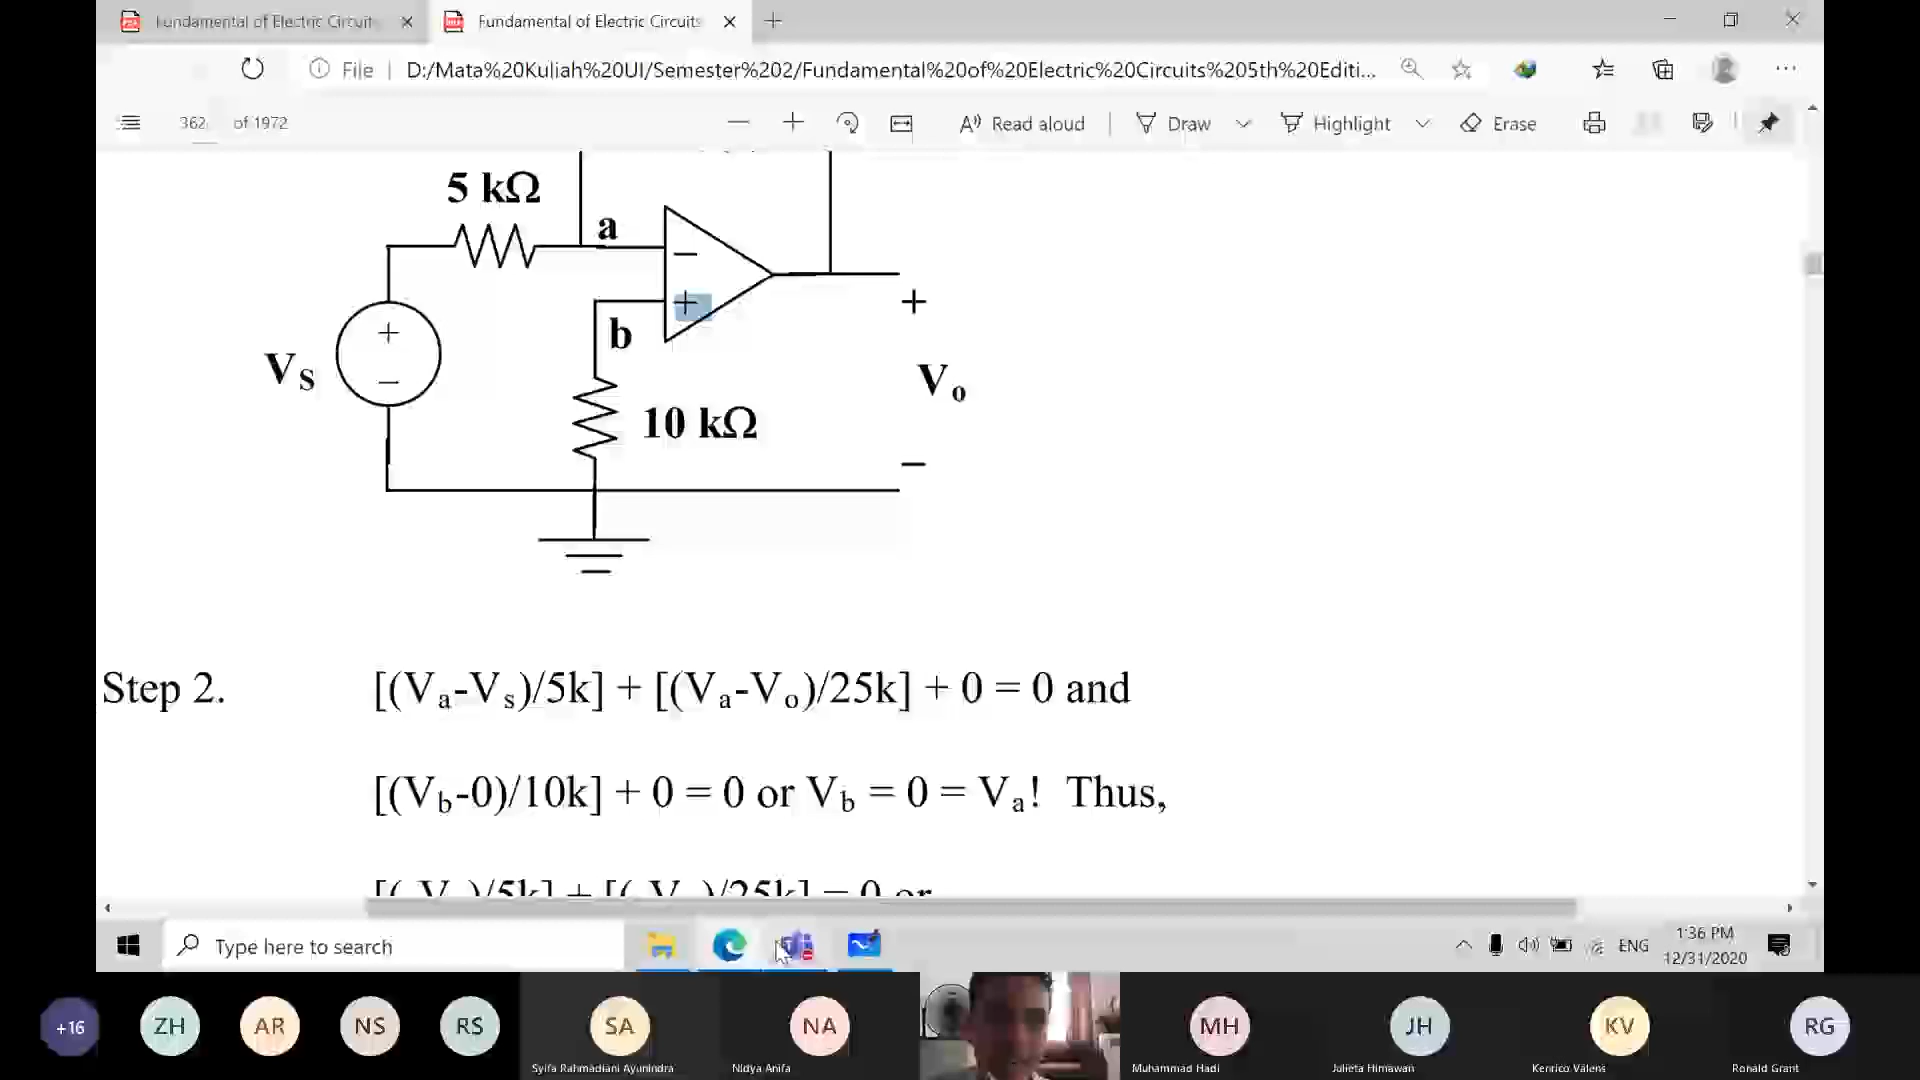 Fundamental of Electric Circuit
Fundamental of Electric Circuits
File
D:/Mata%20Kuliah%20UI/Semester%202/Fundamental%20of%20Electric%20Circuits%205th%20Editi...
362 of 1972
Read aloud
Draw
Highlight
Erase
5 kΩ
a
−
+
b
+
+
−
Vs
Vo
10 kΩ
−
Step 2. [(Va-Vs)/5k] + [(Va-Vo)/25k] + 0 = 0 and
[(Vb-0)/10k] + 0 = 0 or Vb = 0 = Va! Thus,
Type here to search
ENG
1:36 PM
12/31/2020
+16
ZH
AR
NS
RS
SA
NA
MH
JH
KV
RG
Syifa Rahmadiani Ayunindra
Nidya Anifa
Muhammad Hadi
Julieta Himawan
Kenrico Valens
Ronald Grant